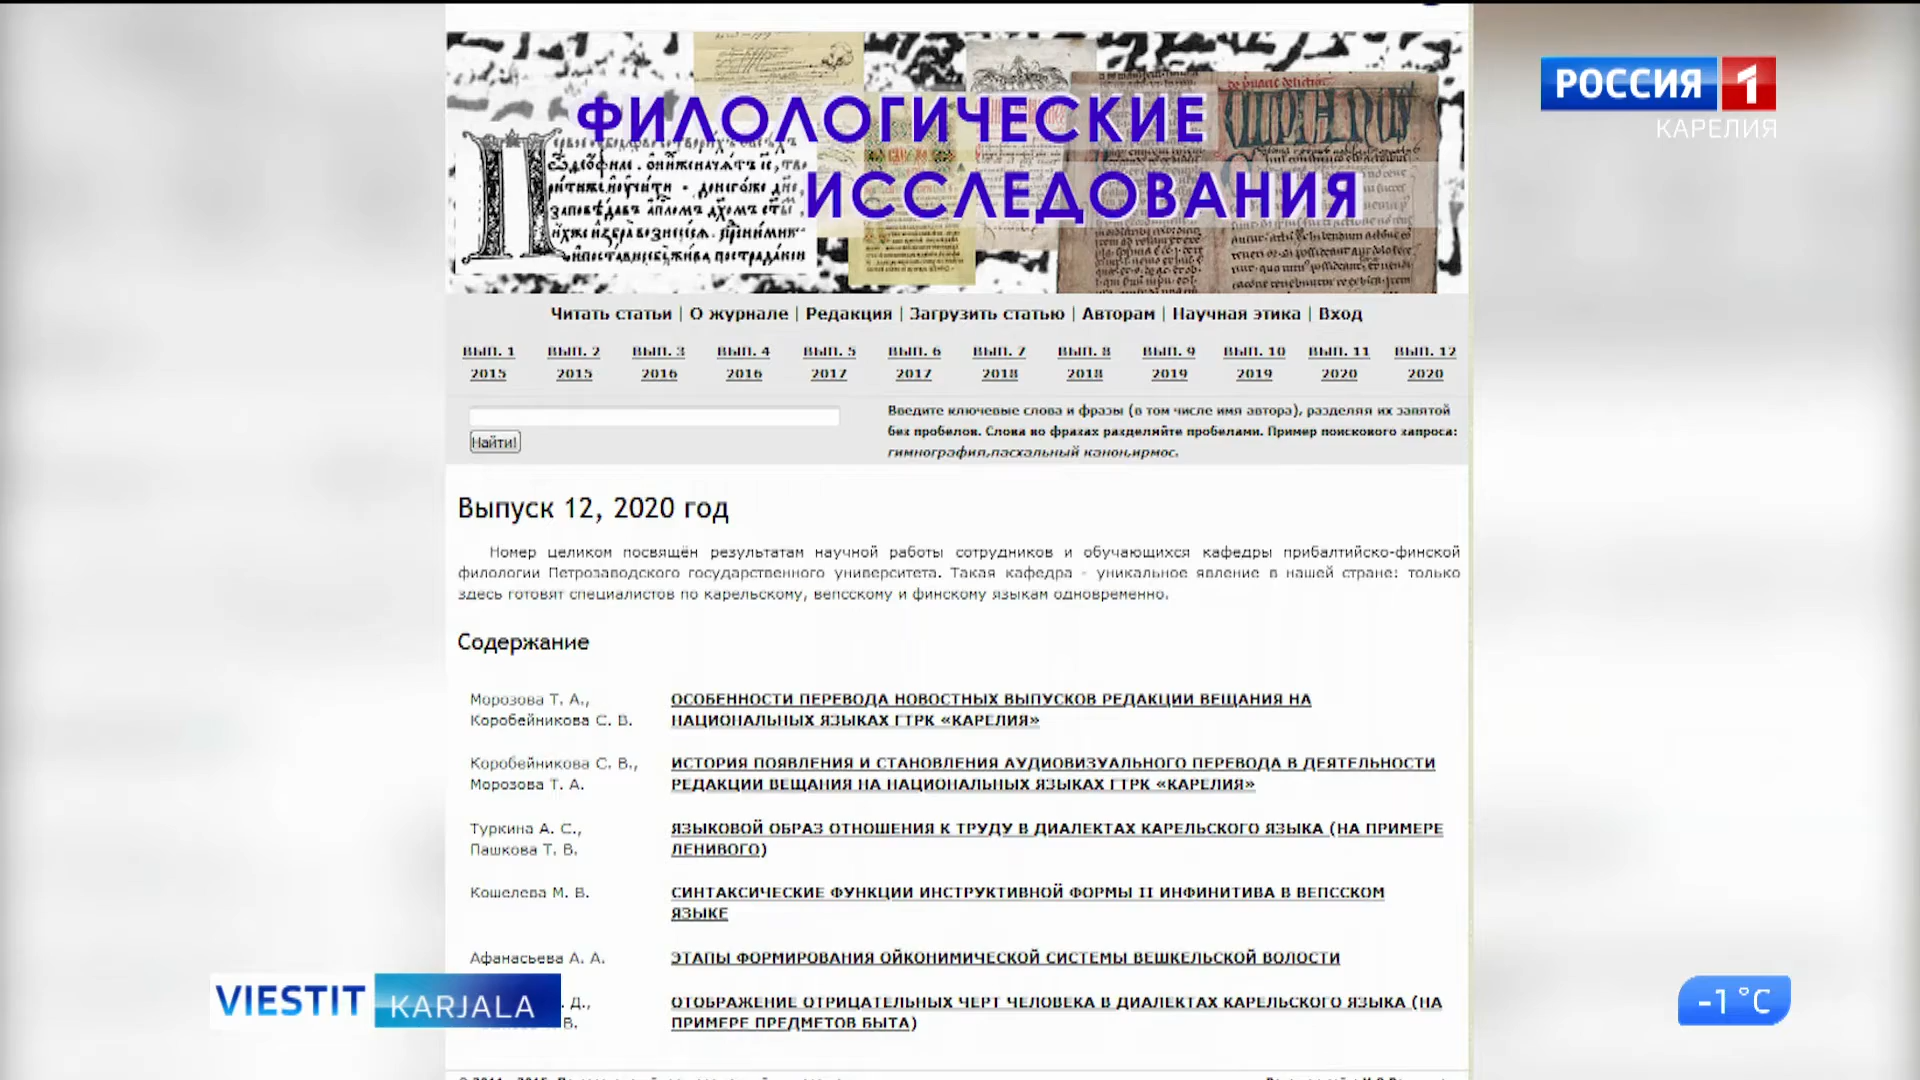 РОССИЯ 1
КАРЕЛИЯ
ФИЛОЛОГИЧЕСКИЕ
ИССЛЕДОВАНИЯ
Читать статьи | О журнале | Редакция | Загрузить статью | Авторам | Научная этика | Вход
ВЫП. 1 ВЫП. 2 ВЫП. 3 ВЫП. 4 ВЫП. 5 ВЫП. 6 ВЫП. 7 ВЫП. 8 ВЫП. 9 ВЫП. 10 ВЫП. 11 ВЫП. 12
2015 2015 2016 2016 2017 2017 2018 2018 2019 2019 2020 2020
Введите ключевые слова и фразы (в том числе имя автора), разделяя их запятой
без пробелов. Слова во фразах разделяйте пробелами. Пример поискового запроса:
гимнография,пасхальный канон,ирмос.
Найти!
Выпуск 12, 2020 год
Номер целиком посвящён результатам научной работы сотрудников и обучающихся кафедры прибалтийско-финской
филологии Петрозаводского государственного университета. Такая кафедра - уникальное явление в нашей стране: только
здесь готовят специалистов по карельскому, вепсскому и финскому языкам одновременно.
Содержание
Морозова Т. А., ОСОБЕННОСТИ ПЕРЕВОДА НОВОСТНЫХ ВЫПУСКОВ РЕДАКЦИИ ВЕЩАНИЯ НА
Коробейникова С. В. НАЦИОНАЛЬНЫХ ЯЗЫКАХ ГТРК «КАРЕЛИЯ»
Коробейникова С. В., ИСТОРИЯ ПОЯВЛЕНИЯ И СТАНОВЛЕНИЯ АУДИОВИЗУАЛЬНОГО ПЕРЕВОДА В ДЕЯТЕЛЬНОСТИ
Морозова Т. А. РЕДАКЦИИ ВЕЩАНИЯ НА НАЦИОНАЛЬНЫХ ЯЗЫКАХ ГТРК «КАРЕЛИЯ»
Туркина А. С., ЯЗЫКОВОЙ ОБРАЗ ОТНОШЕНИЯ К ТРУДУ В ДИАЛЕКТАХ КАРЕЛЬСКОГО ЯЗЫКА (НА ПРИМЕРЕ
Пашкова Т. В. ЛЕНИВОГО)
Кошелева М. В. СИНТАКСИЧЕСКИЕ ФУНКЦИИ ИНСТРУКТИВНОЙ ФОРМЫ II ИНФИНИТИВА В ВЕПССКОМ
ЯЗЫКЕ
Афанасьева А. А. ЭТАПЫ ФОРМИРОВАНИЯ ОЙКОНИМИЧЕСКОЙ СИСТЕМЫ ВЕШКЕЛЬСКОЙ ВОЛОСТИ
Д., ОТОБРАЖЕНИЕ ОТРИЦАТЕЛЬНЫХ ЧЕРТ ЧЕЛОВЕКА В ДИАЛЕКТАХ КАРЕЛЬСКОГО ЯЗЫКА (НА
В. ПРИМЕРЕ ПРЕДМЕТОВ БЫТА)
VIESTIT KARJALA
-1 °C